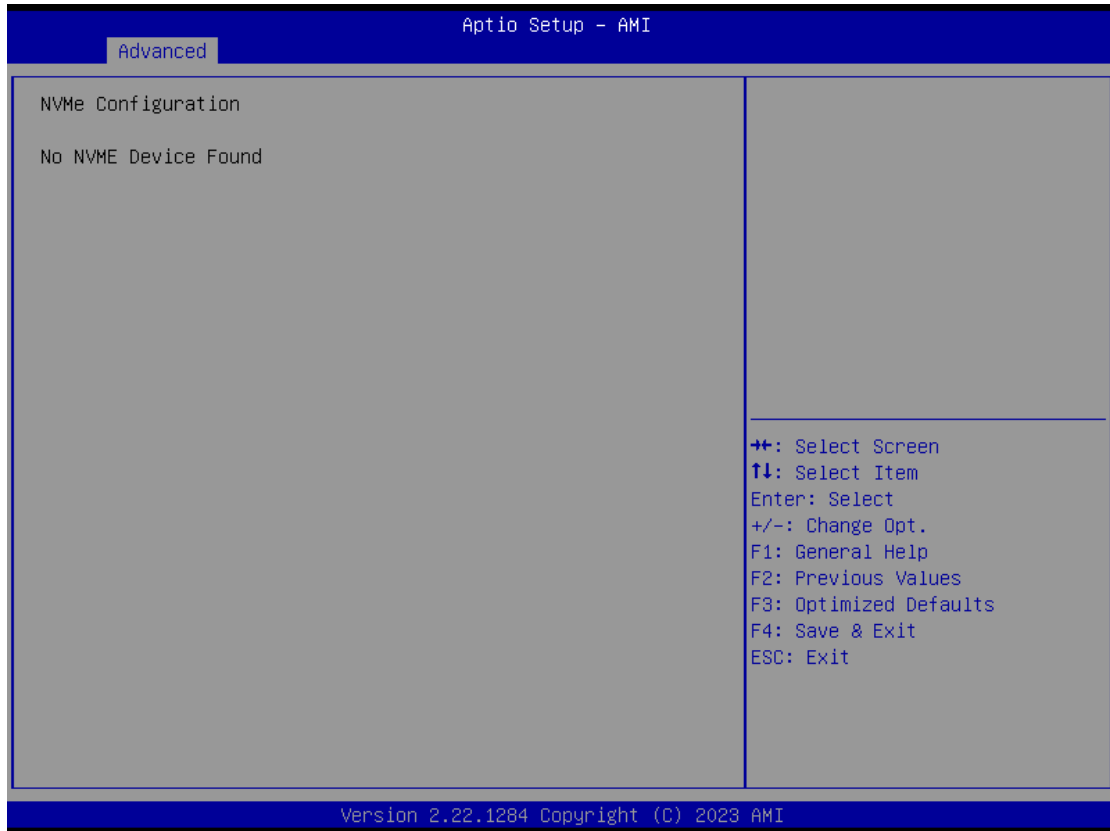 Aptio Setup – AMI
Advanced
NVMe Configuration
No NVME Device Found
→←: Select Screen
↑↓: Select Item
Enter: Select
+/-: Change Opt.
F1: General Help
F2: Previous Values
F3: Optimized Defaults
F4: Save & Exit
ESC: Exit
Version 2.22.1284 Copyright (C) 2023 AMI